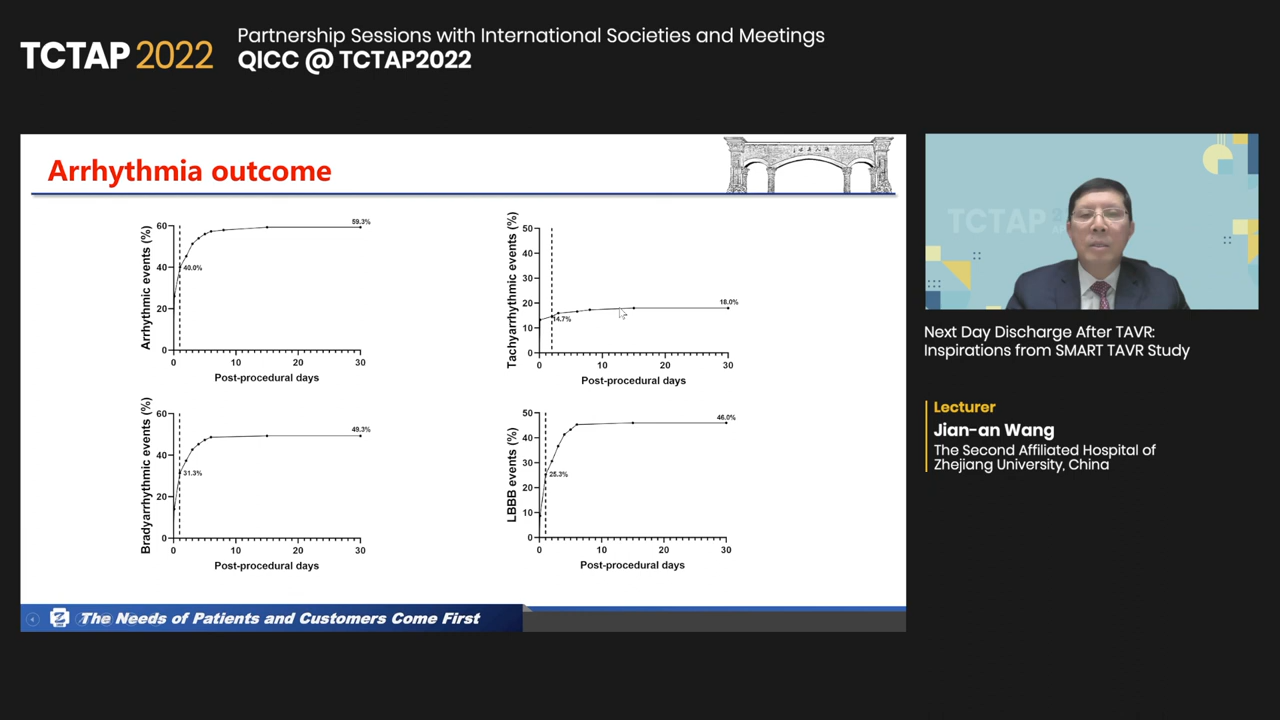 TCTAP 2022
Partnership Sessions with International Societies and Meetings
QICC @ TCTAP2022
Arrhythmia outcome
Arrhythmic events (%)
60
40
20
0
59.3%
40.0%
0
10
20
30
Post-procedural days
Tachyarrhythmic events (%)
50
40
30
20
10
0
18.0%
14.7%
0
10
20
30
Post-procedural days
Bradyarrhythmic events (%)
60
40
20
0
49.3%
31.3%
0
10
20
30
Post-procedural days
LBBB events (%)
50
40
30
20
10
0
46.0%
25.3%
0
10
20
30
Post-procedural days
The Needs of Patients and Customers Come First
TCTAP
Next Day Discharge After TAVR:
Inspirations from SMART TAVR Study
Lecturer
Jian-an Wang
The Second Affiliated Hospital of
Zhejiang University, China